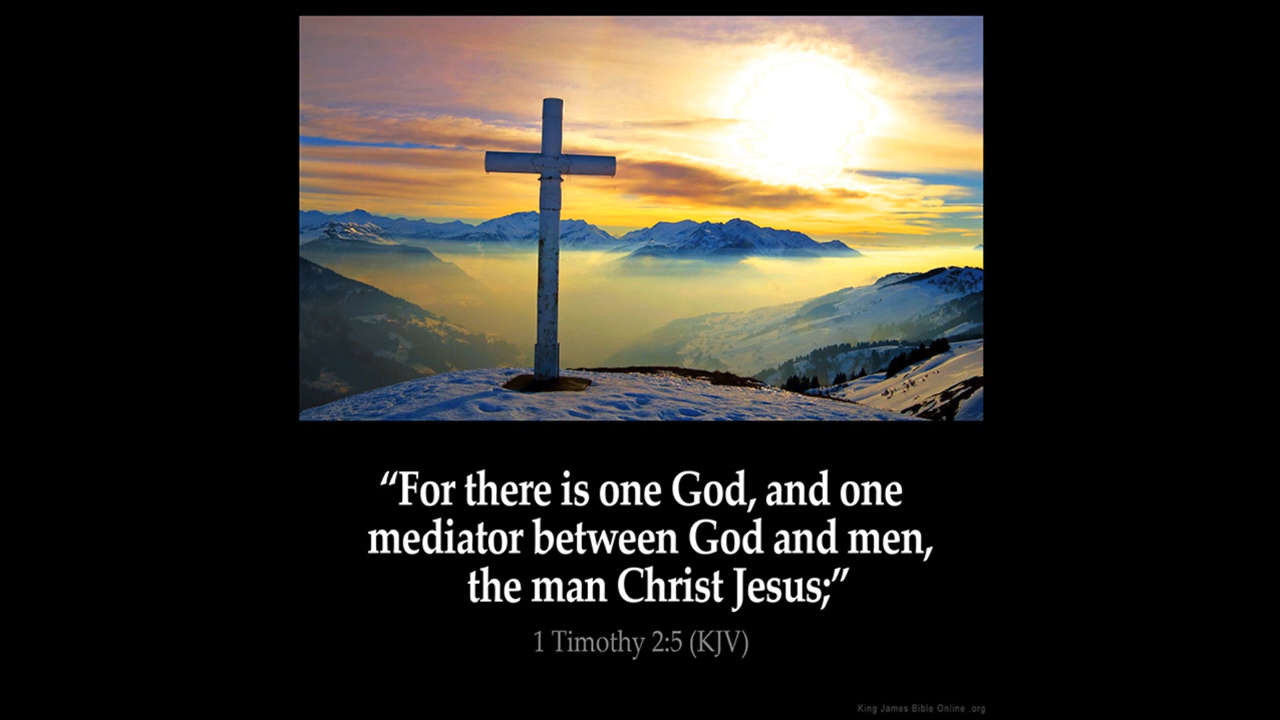 “For there is one God, and one
mediator between God and men,
the man Christ Jesus;”
1 Timothy 2:5 (KJV)
King James Bible Online .org